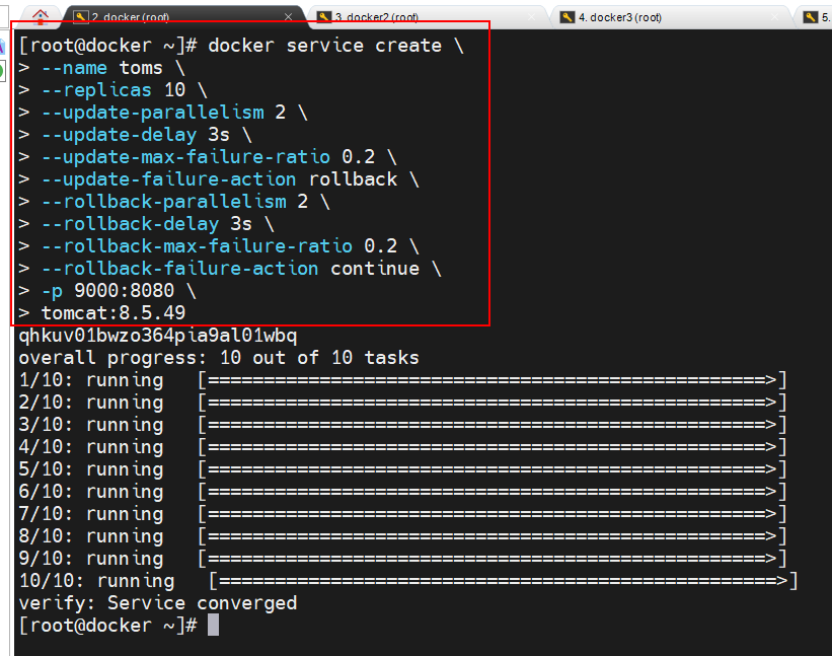 2. docker (root)
3. docker2 (root)
4. docker3 (root)
5.
[root@docker ~]# docker service create \
> --name toms \
> --replicas 10 \
> --update-parallelism 2 \
> --update-delay 3s \
> --update-max-failure-ratio 0.2 \
> --update-failure-action rollback \
> --rollback-parallelism 2 \
> --rollback-delay 3s \
> --rollback-max-failure-ratio 0.2 \
> --rollback-failure-action continue \
> -p 9000:8080 \
> tomcat:8.5.49
qhkuv01bwzo364pia9al01wbq
overall progress: 10 out of 10 tasks
1/10: running   [==================================================>]
2/10: running   [==================================================>]
3/10: running   [==================================================>]
4/10: running   [==================================================>]
5/10: running   [==================================================>]
6/10: running   [==================================================>]
7/10: running   [==================================================>]
8/10: running   [==================================================>]
9/10: running   [==================================================>]
10/10: running   [==================================================>]
verify: Service converged
[root@docker ~]#